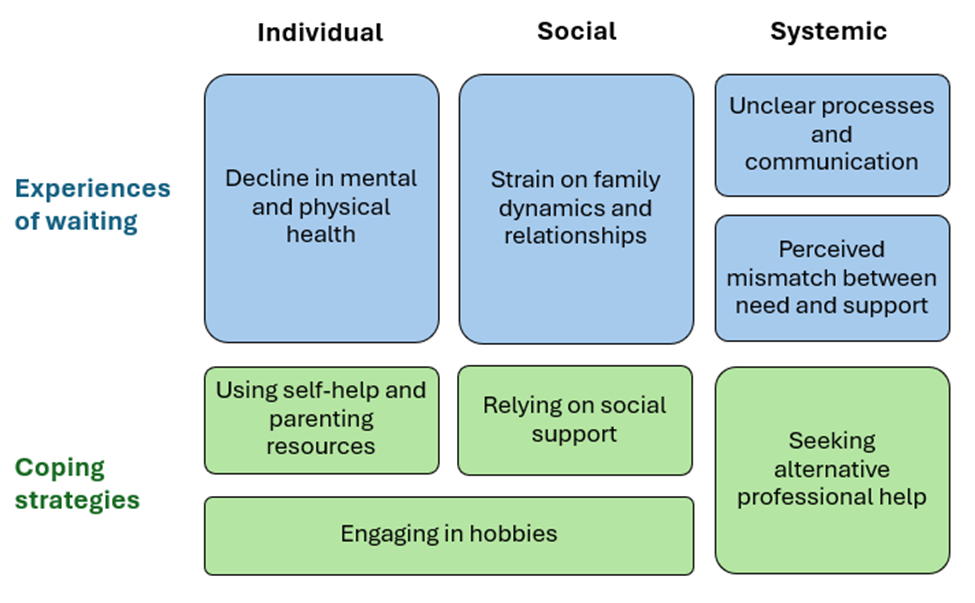 Individual
Social
Systemic
Experiences
of waiting
Decline in mental
and physical
health
Strain on family
dynamics and
relationships
Unclear processes
and
communication
Perceived
mismatch between
need and support
Coping
strategies
Using self-help and
parenting
resources
Relying on social
support
Seeking
alternative
professional help
Engaging in hobbies